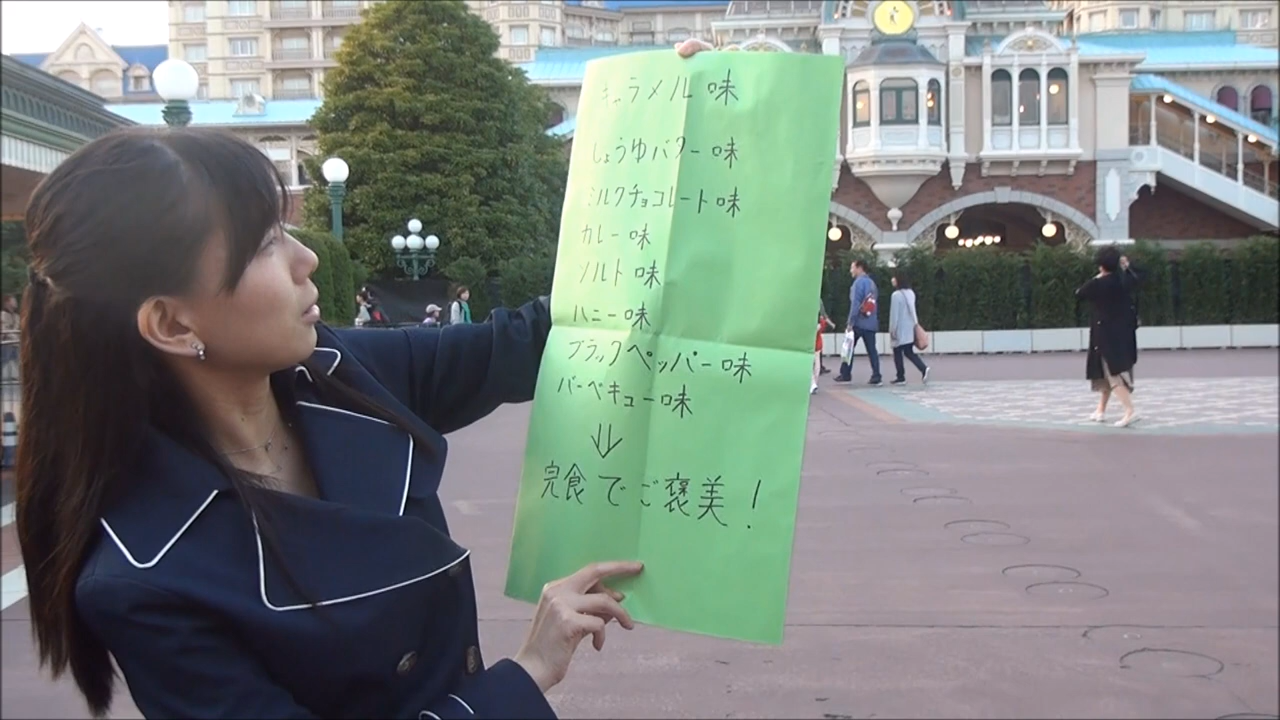 キャラメル味
しょうゆバター味
ミルクチョコレート味
カレー味
ソルト味
ハニー味
ブラックペッパー味
バーベキュー味
⇓
完食でご褒美!